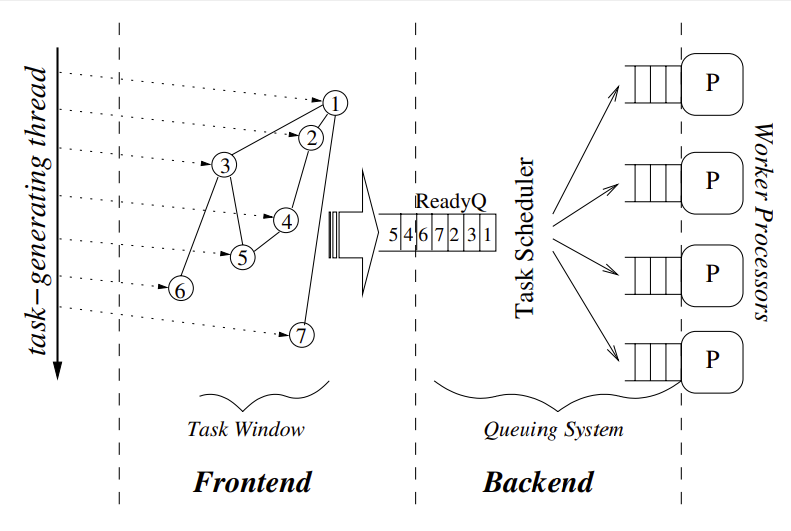 task-generating thread
1
2
3
4
5
6
7
ReadyQ
5 4 6 7 2 3 1
Task Scheduler
P
P
P
P
Worker Processors
Task Window
Queuing System
Frontend
Backend